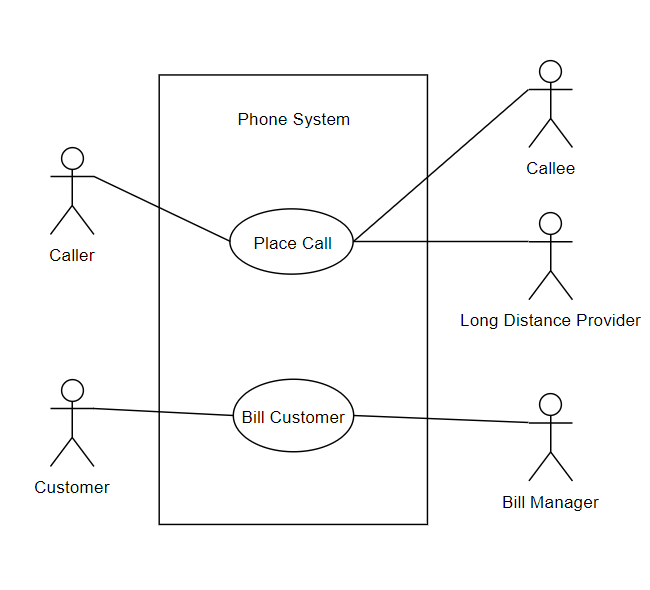 Phone System
Callee
Caller
Place Call
Long Distance Provider
Bill Customer
Customer
Bill Manager